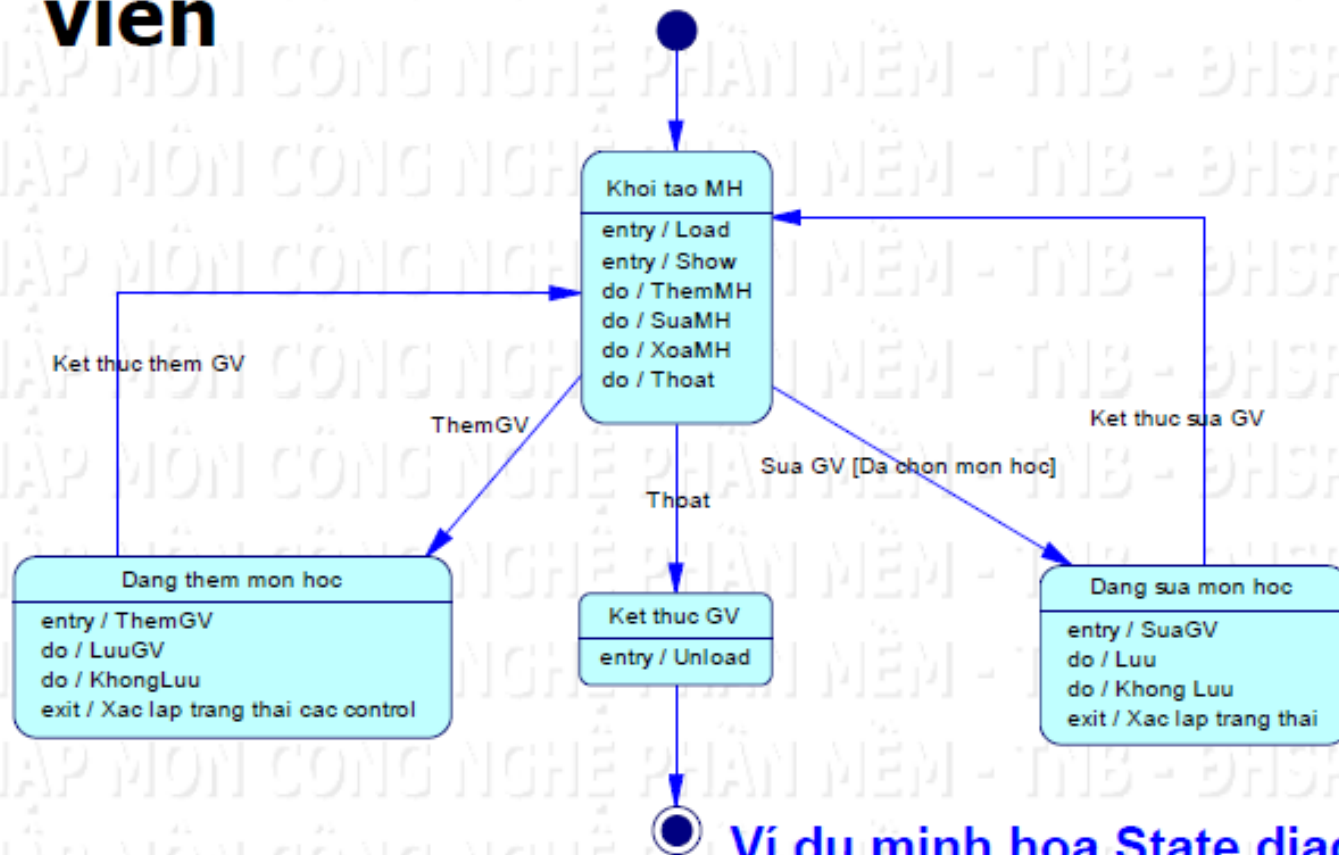 viên
Khoi tao MH
entry / Load
entry / Show
do / ThemMH
do / SuaMH
do / XoaMH
do / Thoat
Ket thuc them GV
ThemGV
Thoat
Sua GV [Da chon mon hoc]
Ket thuc sua GV
Dang them mon hoc
entry / ThemGV
do / LuuGV
do / KhongLuu
exit / Xac lap trang thai cac control
Ket thuc GV
entry / Unload
Dang sua mon hoc
entry / SuaGV
do / Luu
do / Khong Luu
exit / Xac lap trang thai
Ví dụ minh họa State